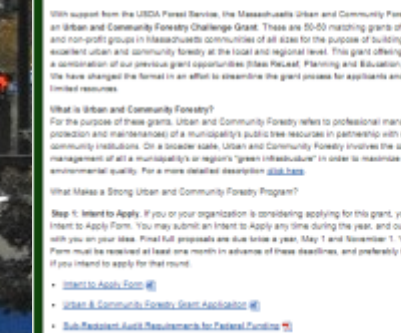 With support from the USDA Forest Service, the Massachusetts Urban and Community For
an Urban and Community Forestry Challenge Grant. These are 50-50 matching grants of
and non-profit groups in Massachusetts communities of all sizes for the purpose of building
excellent urban and community forestry at the local and regional level. This grant offering
a combination of our previous grant opportunities (Mass ReLeaf, Planning and Education,
We have changed the format in an effort to streamline the grant process for applicants and
limited resources.
What is Urban and Community Forestry?
For the purpose of these grants, Urban and Community Forestry refers to professional man
protection and maintenances) of a municipality's public tree resources in partnership with
community institutions. On a broader scale, Urban and Community Forestry involves the c
management of all a municipality's or region's "green infrastructure" in order to maximize
environmental quality. For a more detailed description click here.
What Makes a Strong Urban and Community Forestry Program?
Step 1: Intent to Apply. If you or your organization is considering applying for this grant, y
Intent to Apply Form. You may submit an Intent to Apply any time during the year, and ou
with you on your idea. Final full proposals are due twice a year, May 1 and November 1. Y
Form must be received at least one month in advance of these deadlines, and preferably
if you intend to apply for that round.
• Intent to Apply Form
• Urban & Community Forestry Grant Application
• Sub-Recipient Audit Requirements for Federal Funding